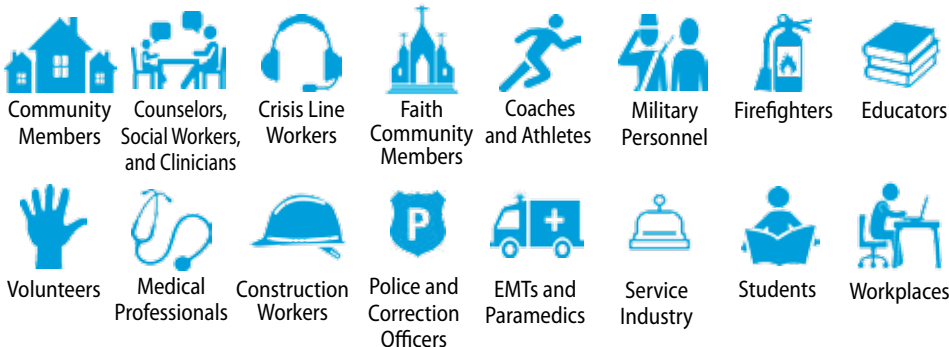 Community
Members
Counselors,
Social Workers,
and Clinicians
Crisis Line
Workers
Faith
Community
Members
Coaches
and Athletes
Military
Personnel
Firefighters
Educators
Volunteers
Medical
Professionals
Construction
Workers
P
Police and
Correction
Officers
EMTs and
Paramedics
Service
Industry
Students
Workplaces